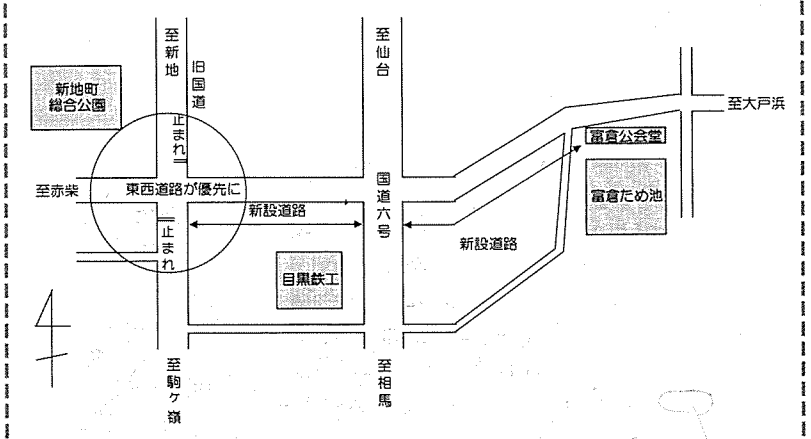 至新地
旧国道
至仙台
新地町
総合公園
止まれ
至大戸浜
富倉公会堂
至赤柴
東西道路が優先に
国道六号
富倉ため池
新設道路
止まれ
新設道路
目黒鉄工
至駒ヶ嶺
至相馬